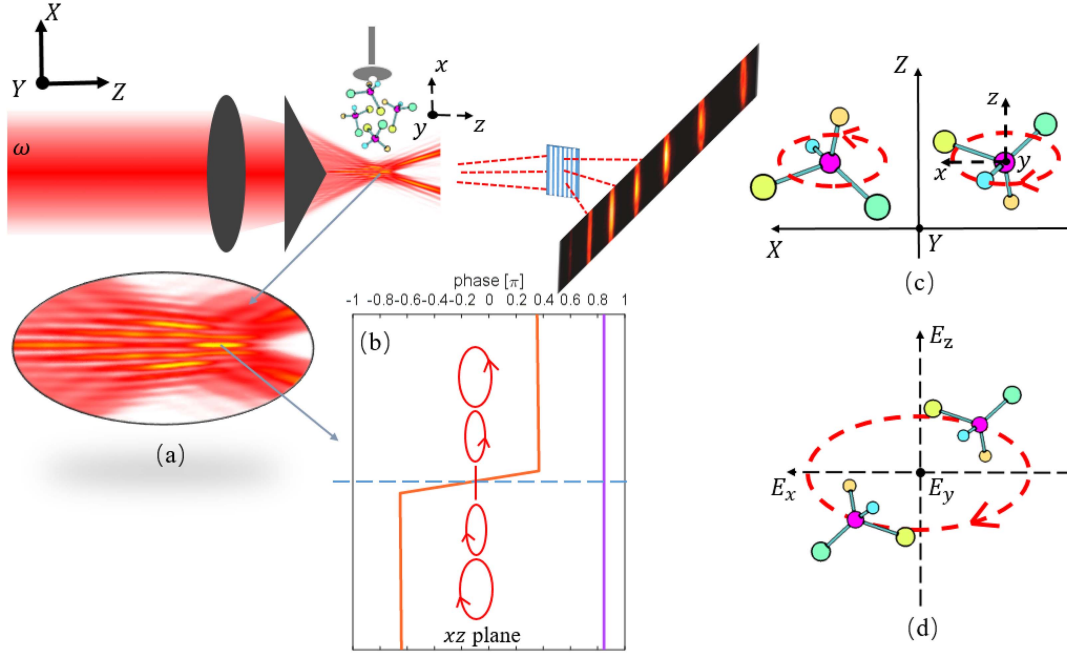 X
Y
Z
ω
x
y
z
(a)
phase [π]
-1 -0.8 -0.6 -0.4 -0.2 0 0.2 0.4 0.6 0.8 1
(b)
xz plane
Z
z
x
y
X
Y
(c)
E_z
E_x
E_y
(d)